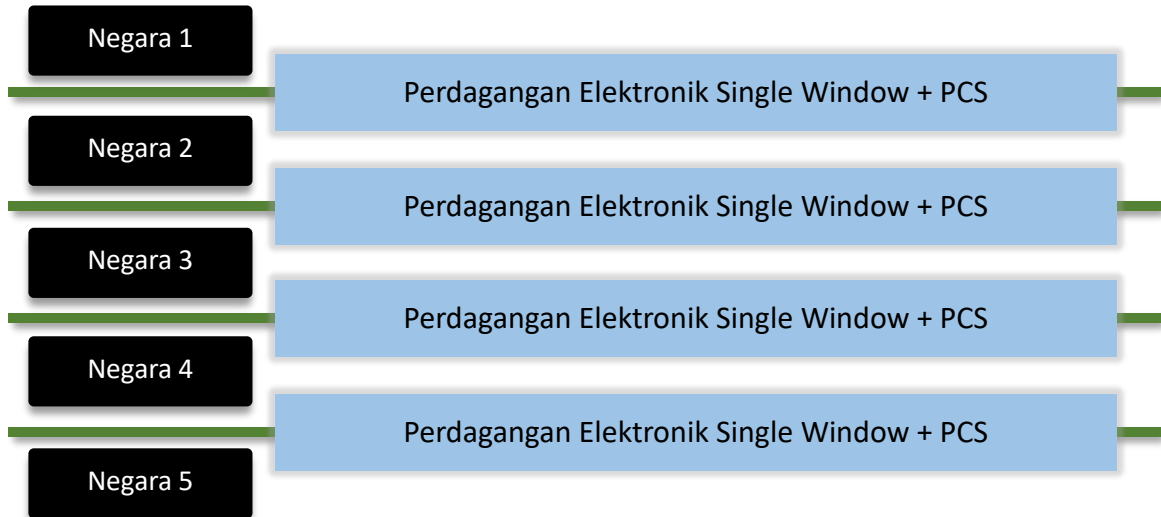 Negara 1
Perdagangan Elektronik Single Window + PCS
Negara 2
Perdagangan Elektronik Single Window + PCS
Negara 3
Perdagangan Elektronik Single Window + PCS
Negara 4
Perdagangan Elektronik Single Window + PCS
Negara 5